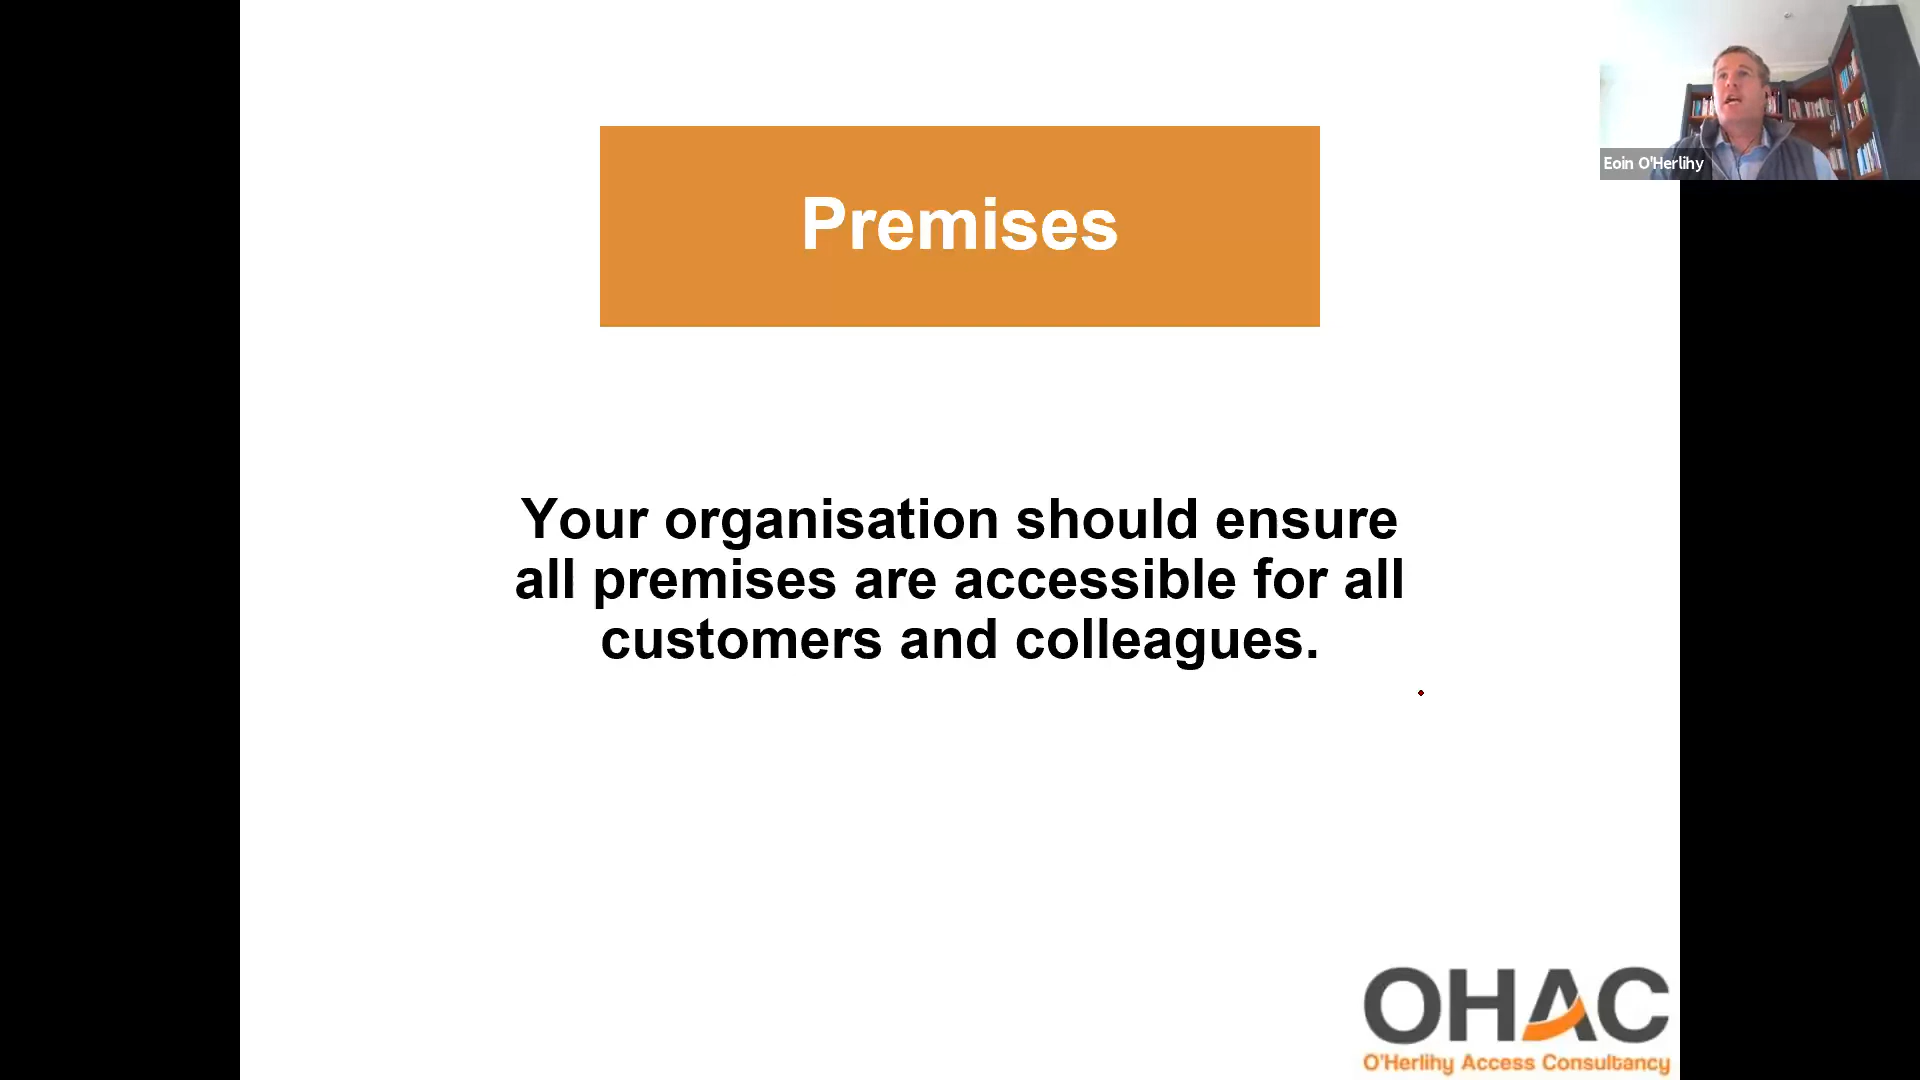 Premises
Eoin O'Herlihy
Your organisation should ensure
all premises are accessible for all
customers and colleagues.
OHAC
O'Herlihy Access Consultancy